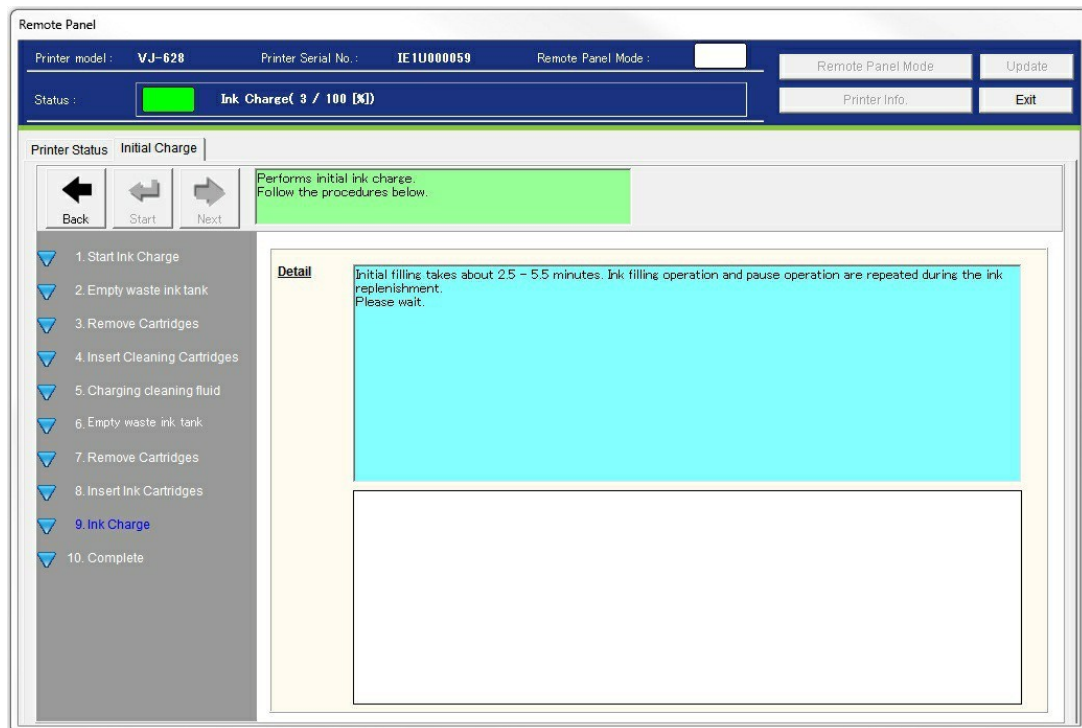 Remote Panel
Printer model : VJ-628 Printer Serial No. : IE1U000059 Remote Panel Mode :
Remote Panel Mode Update
Status : Ink Charge( 3 / 100 [%])
Printer Info. Exit
Printer Status Initial Charge
Back Start Next
Performs initial ink charge.
Follow the procedures below.
1. Start Ink Charge
2. Empty waste ink tank
3. Remove Cartridges
4. Insert Cleaning Cartridges
5. Charging cleaning fluid
6. Empty waste ink tank
7. Remove Cartridges
8. Insert Ink Cartridges
9. Ink Charge
10. Complete
Detail
Initial filling takes about 2.5 - 5.5 minutes. Ink filling operation and pause operation are repeated during the ink
replenishment.
Please wait.